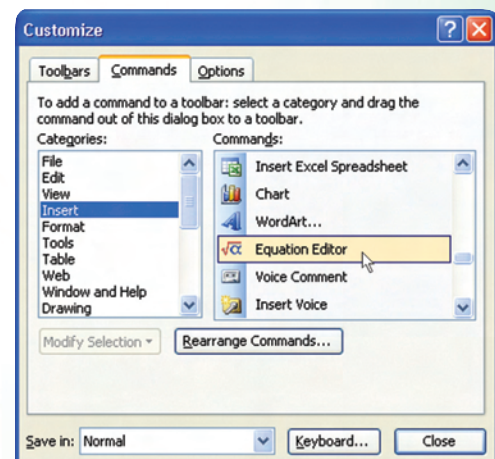 Customize
Toolbars Commands Options
To add a command to a toolbar: select a category and drag the
command out of this dialog box to a toolbar.
Categories: Commands:
File
Edit
View
Insert
Format
Tools
Table
Web
Window and Help
Drawing
Insert Excel Spreadsheet
Chart
WordArt...
√α Equation Editor
Voice Comment
Insert Voice
Modify Selection Rearrange Commands...
Save in: Normal Keyboard... Close